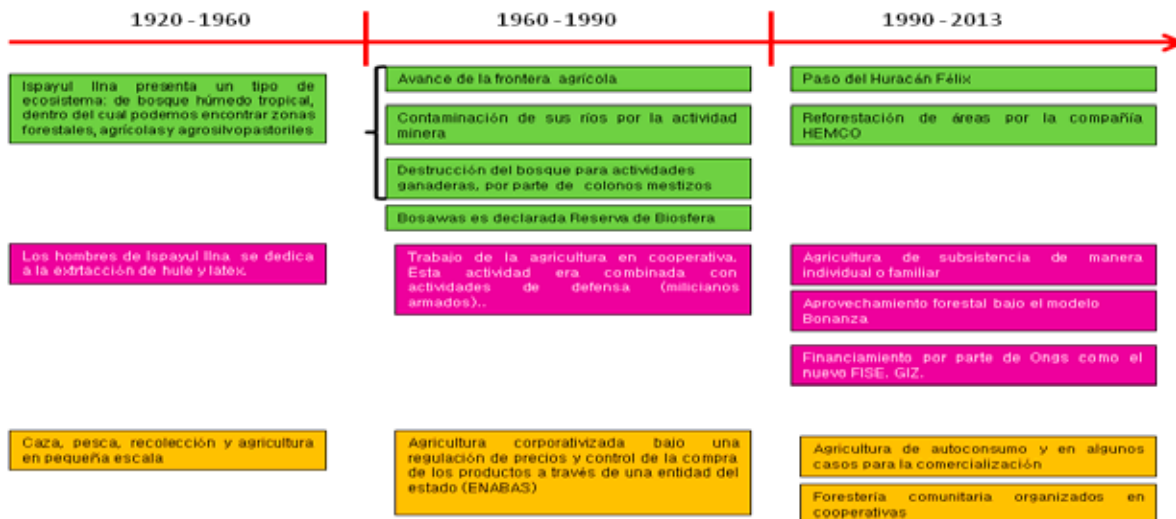 1920 - 1960
1960 - 1990
1990 - 2013
Ispayul Ilna presenta un tipo de
ecosistema: de bosque húmedo tropical,
dentro del cual podemos encontrar zonas
forestales, agrícolas y agrosilvopastoriles
Avance de la frontera agrícola
Contaminación de sus ríos por la actividad
minera
Destrucción del bosque para actividades
ganaderas, por parte de colonos mestizos
Bosawas es declarada Reserva de Biosfera
Paso del Huracán Félix
Reforestación de áreas por la compañía
HEMCO
Los hombres de Ispayul Ilna se dedica
a la extrtacción de hule y latex.
Trabajo de la agricultura en cooperativa.
Esta actividad era combinada con
actividades de defensa (milicianos
armados)..
Agricultura de subsistencia de manera
individual o familiar
Aprovechamiento forestal bajo el modelo
Bonanza
Financiamiento por parte de Ongs como el
nuevo FISE. GIZ.
Caza, pesca, recolección y agricultura
en pequeña escala
Agricultura corporativizada bajo una
regulación de precios y control de la compra
de los productos a través de una entidad del
estado (ENABAS)
Agricultura de autoconsumo y en algunos
casos para la comercialización
Forestería comunitaria organizados en
cooperativas